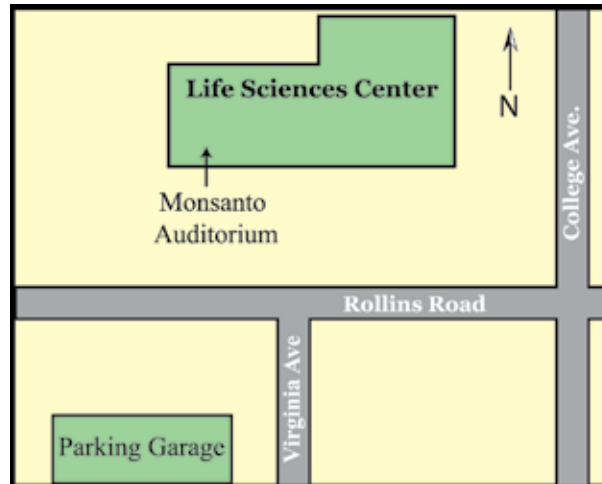 Life Sciences Center
N
College Ave.
Monsanto
Auditorium
Rollins Road
Virginia Ave
Parking Garage